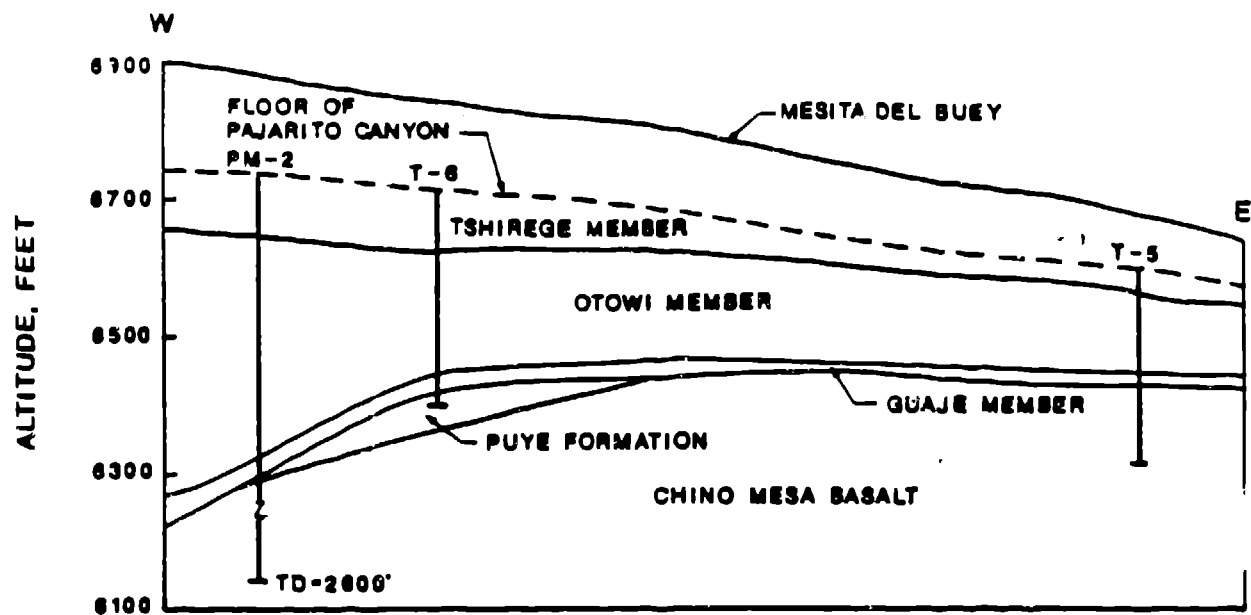 W
6900
FLOOR OF
PAJARITO CANYON
MESITA DEL BUEY
PM-2
T-6
6700
E
TSHIREGE MEMBER
T-5
ALTITUDE, FEET
OTOWI MEMBER
6500
GUAJE MEMBER
PUYE FORMATION
6300
CHINO MESA BASALT
TD-2600'
6100